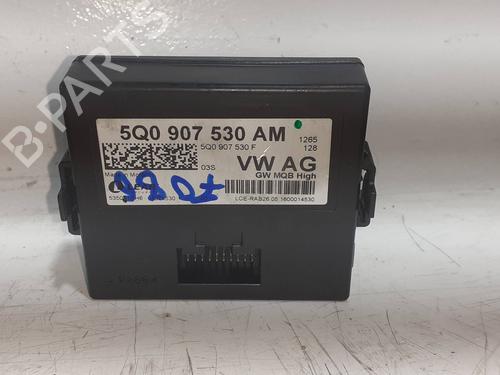 B-PARTS
5Q0 907 530 AM
1265
128
5Q0 907 530 F
03S
VW AG
GW MQB High
LCE-RAB26.05.1600014530